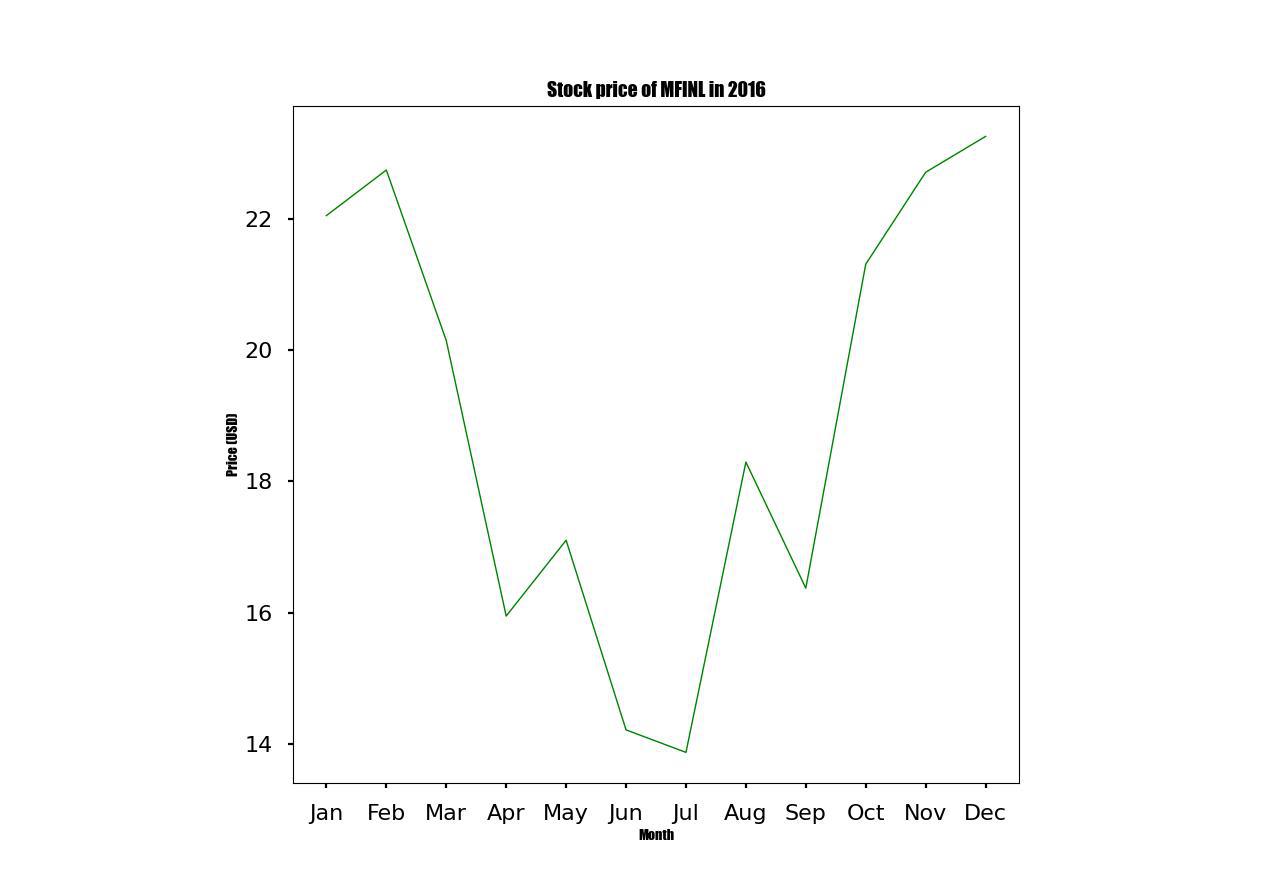 Stock price of MFINL in 2016
22
20
18
16
14
Price (USD)
Jan Feb Mar Apr May Jun Jul Aug Sep Oct Nov Dec
Month